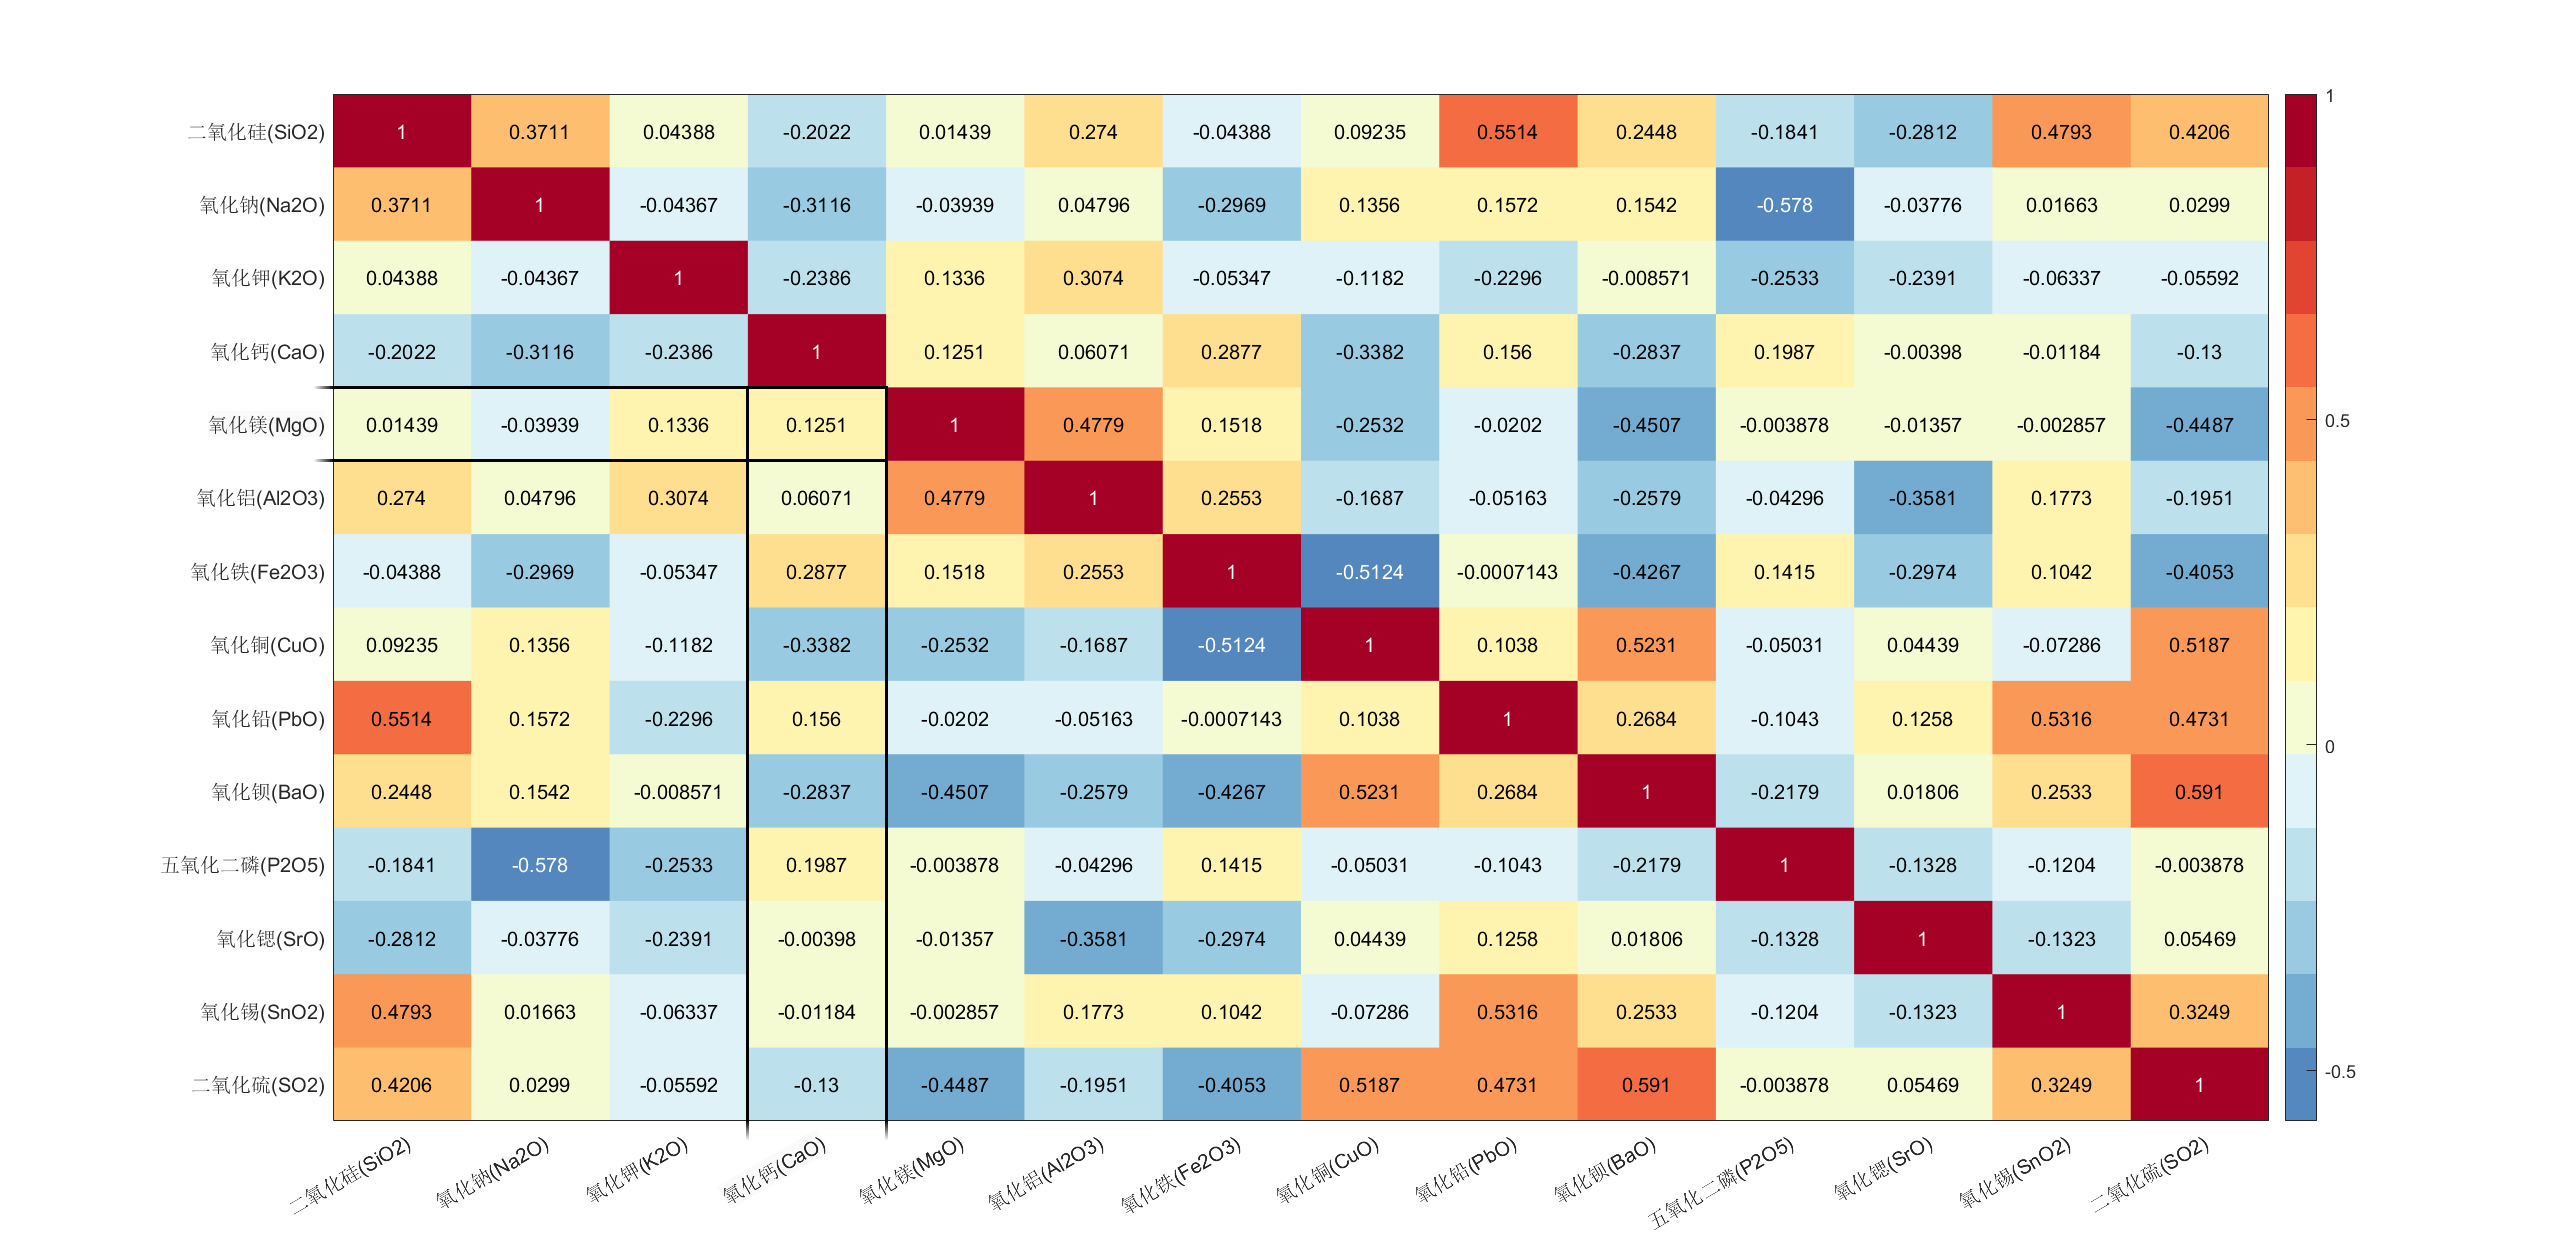 二氧化硅(SiO2) 1 0.3711 0.04388 -0.2022 0.01439 0.274 -0.04388 0.09235 0.5514 0.2448 -0.1841 -0.2812 0.4793 0.4206
氧化钠(Na2O) 0.3711 1 -0.04367 -0.3116 -0.03939 0.04796 -0.2969 0.1356 0.1572 0.1542 -0.578 -0.03776 0.01663 0.0299
氧化钾(K2O) 0.04388 -0.04367 1 -0.2386 0.1336 0.3074 -0.05347 -0.1182 -0.2296 -0.008571 -0.2533 -0.2391 -0.06337 -0.05592
氧化钙(CaO) -0.2022 -0.3116 -0.2386 1 0.1251 0.06071 0.2877 -0.3382 0.156 -0.2837 0.1987 -0.00398 -0.01184 -0.13
氧化镁(MgO) 0.01439 -0.03939 0.1336 0.1251 1 0.4779 0.1518 -0.2532 -0.0202 -0.4507 -0.003878 -0.01357 -0.002857 -0.4487
氧化铝(Al2O3) 0.274 0.04796 0.3074 0.06071 0.4779 1 0.2553 -0.1687 -0.05163 -0.2579 -0.04296 -0.3581 0.1773 -0.1951
氧化铁(Fe2O3) -0.04388 -0.2969 -0.05347 0.2877 0.1518 0.2553 1 -0.5124 -0.0007143 -0.4267 0.1415 -0.2974 0.1042 -0.4053
氧化铜(CuO) 0.09235 0.1356 -0.1182 -0.3382 -0.2532 -0.1687 -0.5124 1 0.1038 0.5231 -0.05031 0.04439 -0.07286 0.5187
氧化铅(PbO) 0.5514 0.1572 -0.2296 0.156 -0.0202 -0.05163 -0.0007143 0.1038 1 0.2684 -0.1043 0.1258 0.5316 0.4731
氧化钡(BaO) 0.2448 0.1542 -0.008571 -0.2837 -0.4507 -0.2579 -0.4267 0.5231 0.2684 1 -0.2179 0.01806 0.2533 0.591
五氧化二磷(P2O5) -0.1841 -0.578 -0.2533 0.1987 -0.003878 -0.04296 0.1415 -0.05031 -0.1043 -0.2179 1 -0.1328 -0.1204 -0.003878
氧化锶(SrO) -0.2812 -0.03776 -0.2391 -0.00398 -0.01357 -0.3581 -0.2974 0.04439 0.1258 0.01806 -0.1328 1 -0.1323 0.05469
氧化锡(SnO2) 0.4793 0.01663 -0.06337 -0.01184 -0.002857 0.1773 0.1042 -0.07286 0.5316 0.2533 -0.1204 -0.1323 1 0.3249
二氧化硫(SO2) 0.4206 0.0299 -0.05592 -0.13 -0.4487 -0.1951 -0.4053 0.5187 0.4731 0.591 -0.003878 0.05469 0.3249 1
二氧化硅(SiO2) 氧化钠(Na2O) 氧化钾(K2O) 氧化钙(CaO) 氧化镁(MgO) 氧化铝(Al2O3) 氧化铁(Fe2O3) 氧化铜(CuO) 氧化铅(PbO) 氧化钡(BaO) 五氧化二磷(P2O5) 氧化锶(SrO) 氧化锡(SnO2) 二氧化硫(SO2)
1
0.5
0
-0.5